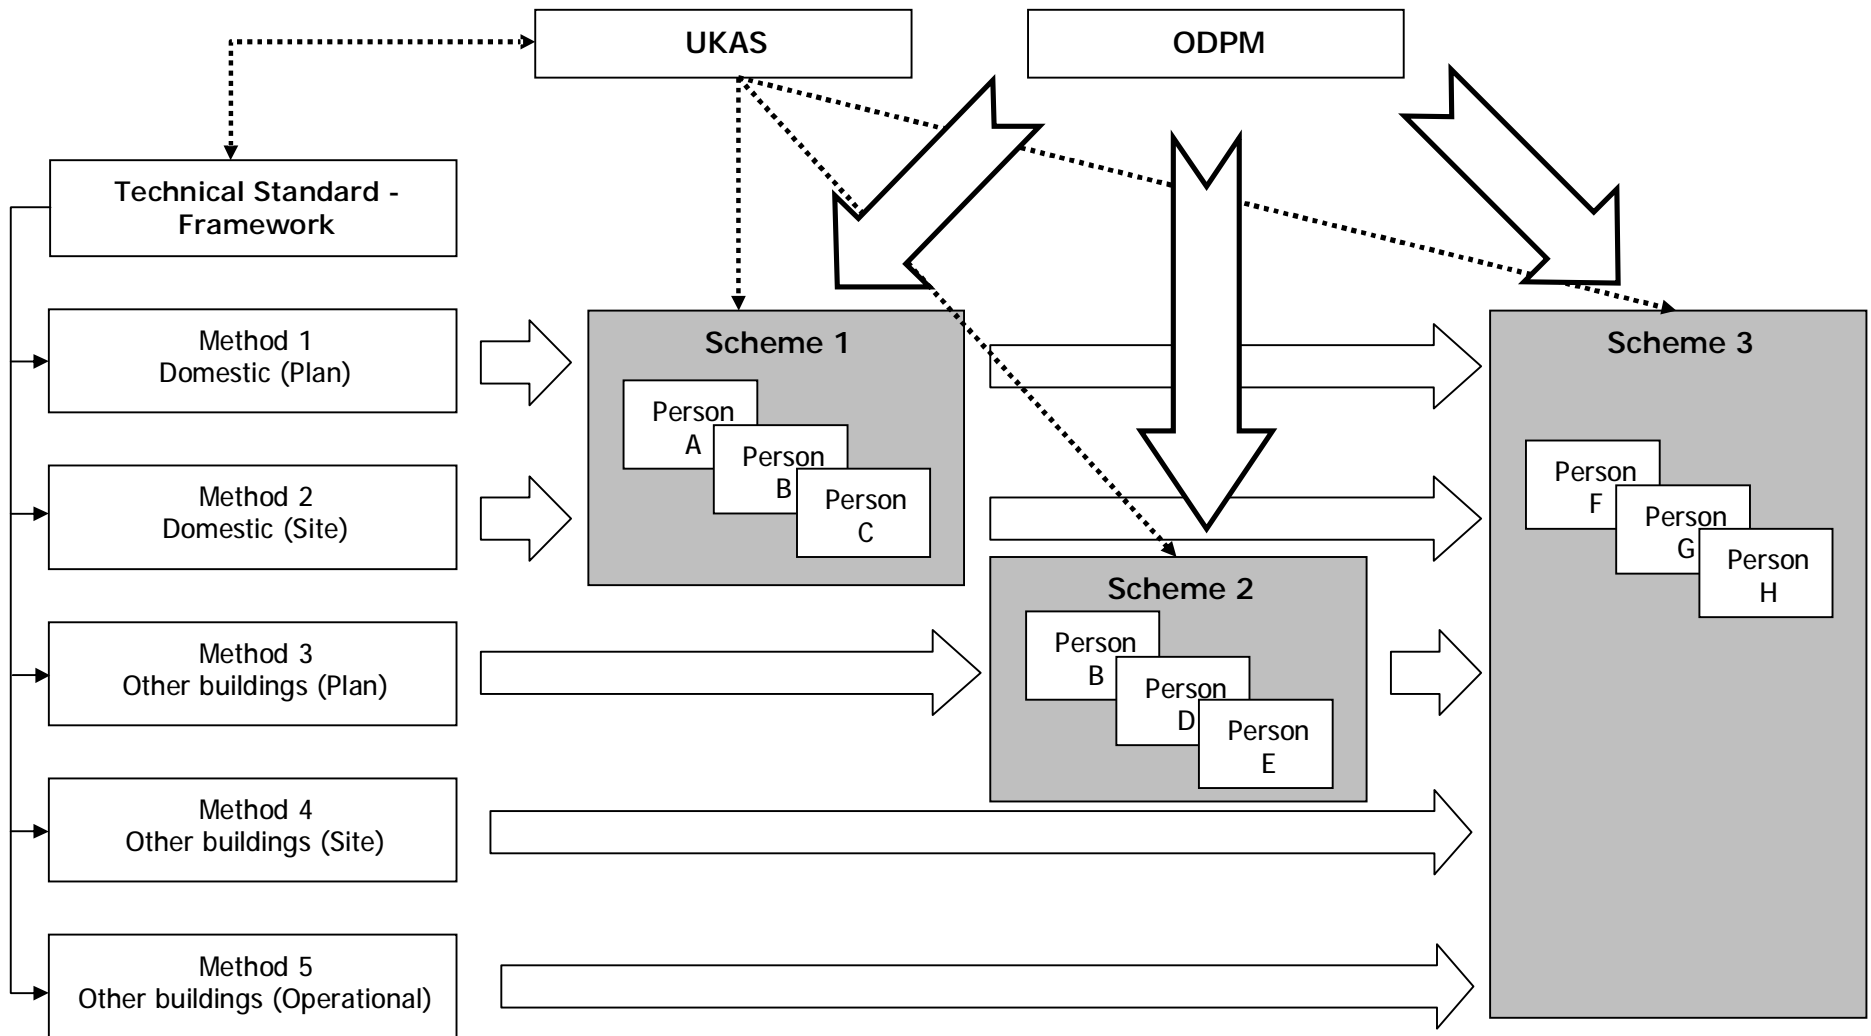 UKAS
ODPM
Technical Standard -
Framework
Method 1
Domestic (Plan)
Scheme 1
Scheme 3
Person
A
Person
B
Person
C
Method 2
Domestic (Site)
Person
F
Person
G
Person
H
Scheme 2
Method 3
Other buildings (Plan)
Person
B
Person
D
Person
E
Method 4
Other buildings (Site)
Method 5
Other buildings (Operational)